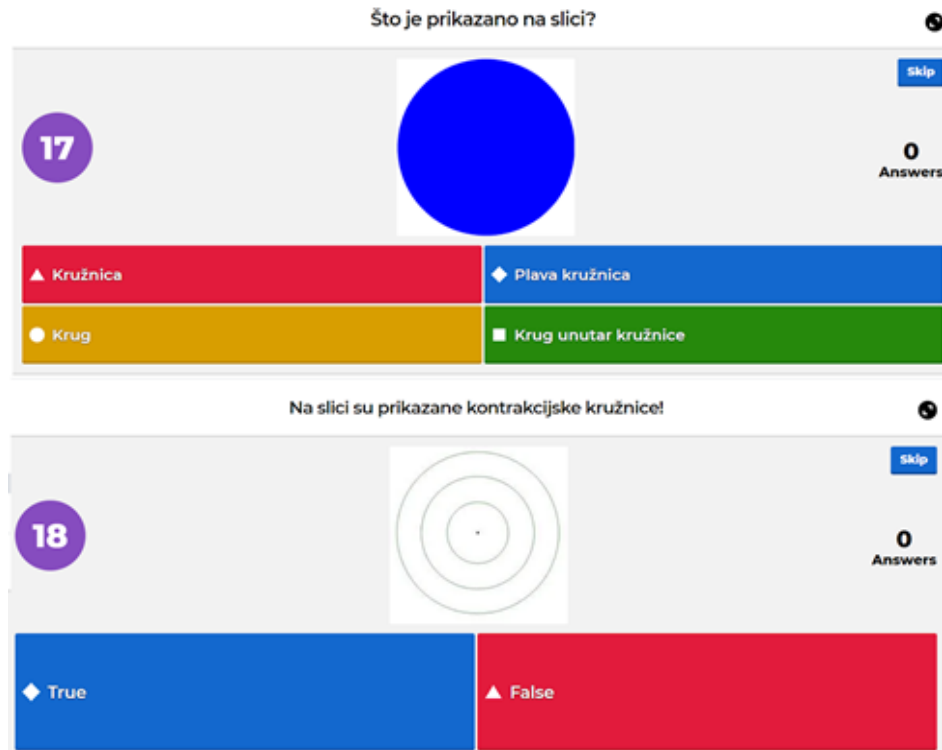 Što je prikazano na slici?
Skip
17
0
Answers
Kružnica
Plava kružnica
Krug
Krug unutar kružnice
Na slici su prikazane kontrakcijske kružnice!
Skip
18
0
Answers
True
False